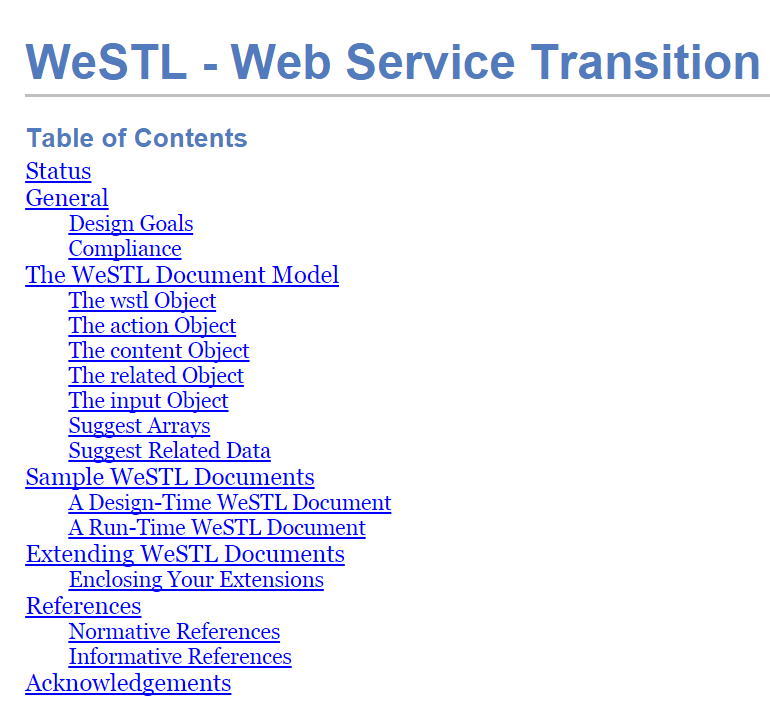 WeSTL - Web Service Transition
Table of Contents
Status
General
Design Goals
Compliance
The WeSTL Document Model
The wstl Object
The action Object
The content Object
The related Object
The input Object
Suggest Arrays
Suggest Related Data
Sample WeSTL Documents
A Design-Time WeSTL Document
A Run-Time WeSTL Document
Extending WeSTL Documents
Enclosing Your Extensions
References
Normative References
Informative References
Acknowledgements